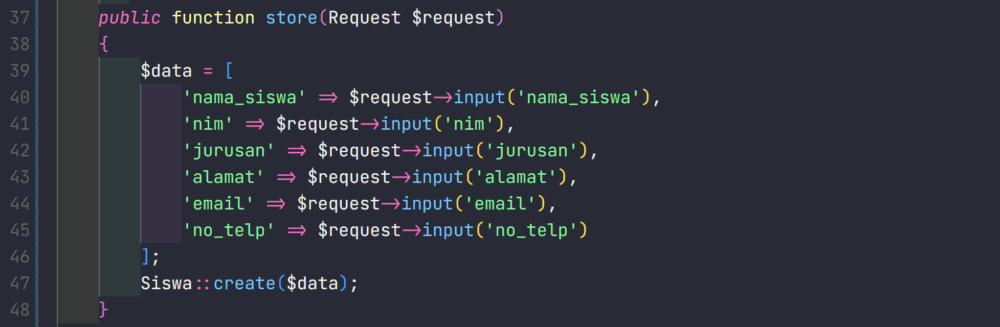 37 public function store(Request $request)
38 {
39 $data = [
40 'nama_siswa' => $request->input('nama_siswa'),
41 'nim' => $request->input('nim'),
42 'jurusan' => $request->input('jurusan'),
43 'alamat' => $request->input('alamat'),
44 'email' => $request->input('email'),
45 'no_telp' => $request->input('no_telp')
46 ];
47 Siswa::create($data);
48 }